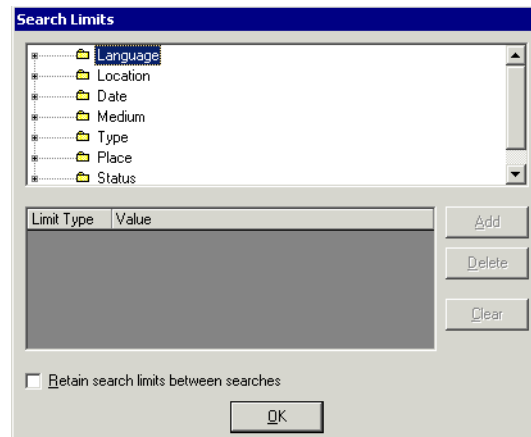 Search Limits
Language
Location
Date
Medium
Type
Place
Status
Limit Type Value
Add
Delete
Clear
Retain search limits between searches
OK